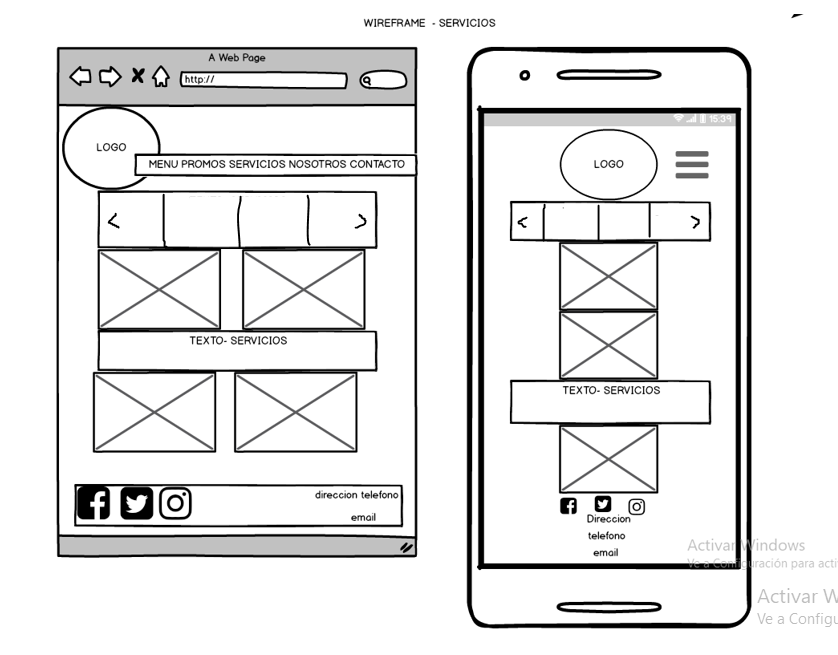 WIREFRAME - SERVICIOS
A Web Page
http://
LOGO
MENU PROMOS SERVICIOS NOSOTROS CONTACTO
TEXTO- SERVICIOS
direccion telefono
email
15:39
LOGO
TEXTO- SERVICIOS
Direccion
telefono
email
Activar Windows
Ve a Configuración para acti
Activar W
Ve a Configu